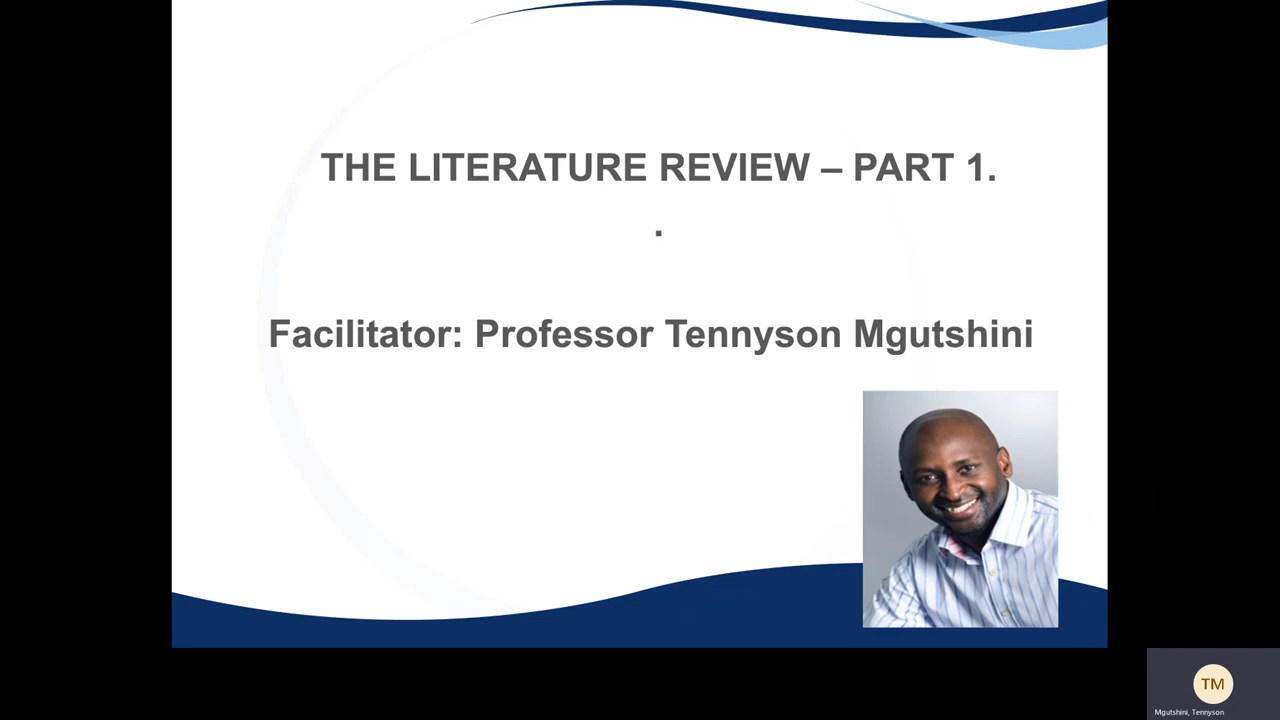 THE LITERATURE REVIEW – PART 1.
.
Facilitator: Professor Tennyson Mgutshini
TM
Mgutshini, Tennyson